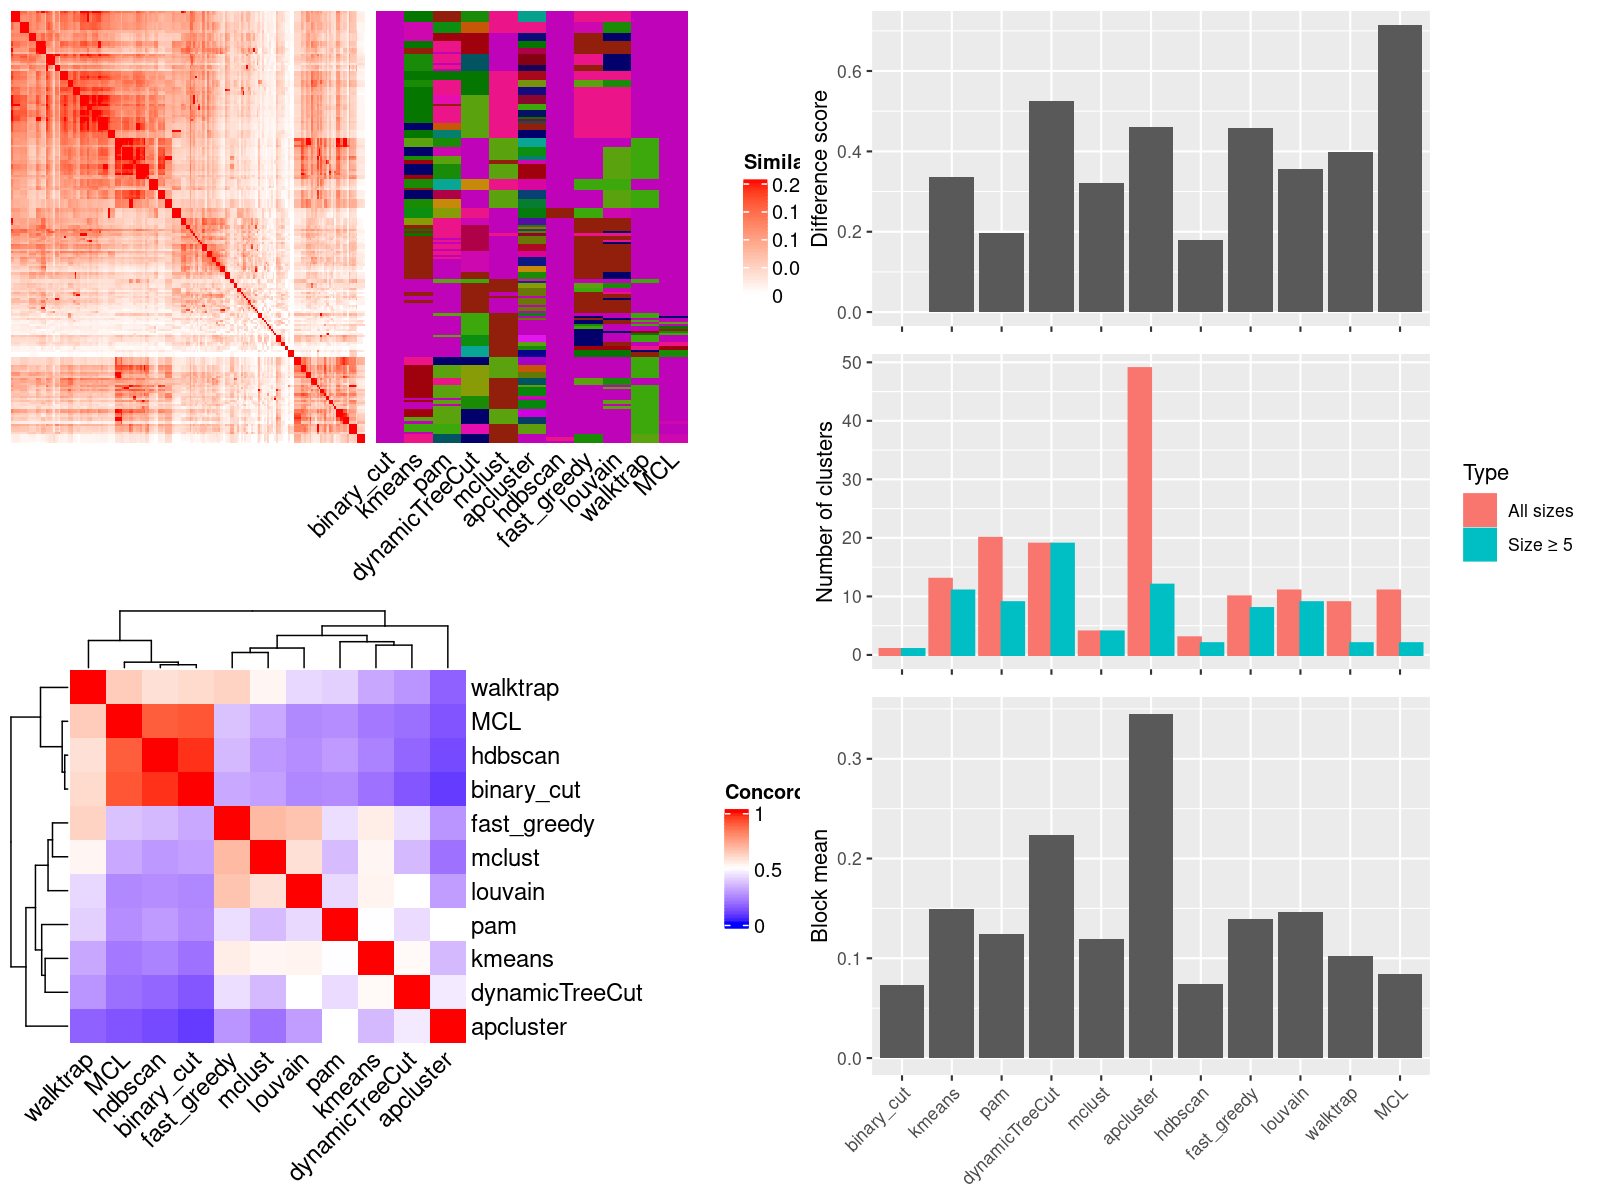 Simila
0.2
0.1
0.1
0.0
0
binary_cut
kmeans
pam
dynamicTreeCut
mclust
apcluster
hdbscan
fast_greedy
louvain
walktrap
MCL
walktrap
MCL
hdbscan
binary_cut
fast_greedy
mclust
louvain
pam
kmeans
dynamicTreeCut
apcluster
walktrap
MCL
hdbscan
binary_cut
fast_greedy
mclust
louvain
pam
kmeans
dynamicTreeCut
apcluster
Concord
1
0.5
0
Difference score
0.6
0.4
0.2
0.0
Number of clusters
50
40
30
20
10
0
Type
All sizes
Size ≥ 5
Block mean
0.3
0.2
0.1
0.0
binary_cut
kmeans
pam
dynamicTreeCut
mclust
apcluster
hdbscan
fast_greedy
louvain
walktrap
MCL